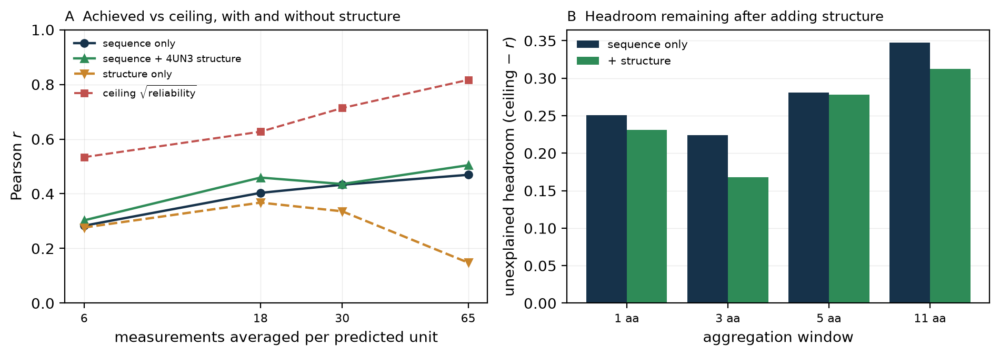 A  Achieved vs ceiling, with and without structure
1.0
0.8
0.6
0.4
0.2
0.0
Pearson r
sequence only
sequence + 4UN3 structure
structure only
ceiling √reliability
6 18 30 65
measurements averaged per predicted unit
B  Headroom remaining after adding structure
0.35
0.30
0.25
0.20
0.15
0.10
0.05
0.00
unexplained headroom (ceiling − r)
sequence only
+ structure
1 aa 3 aa 5 aa 11 aa
aggregation window